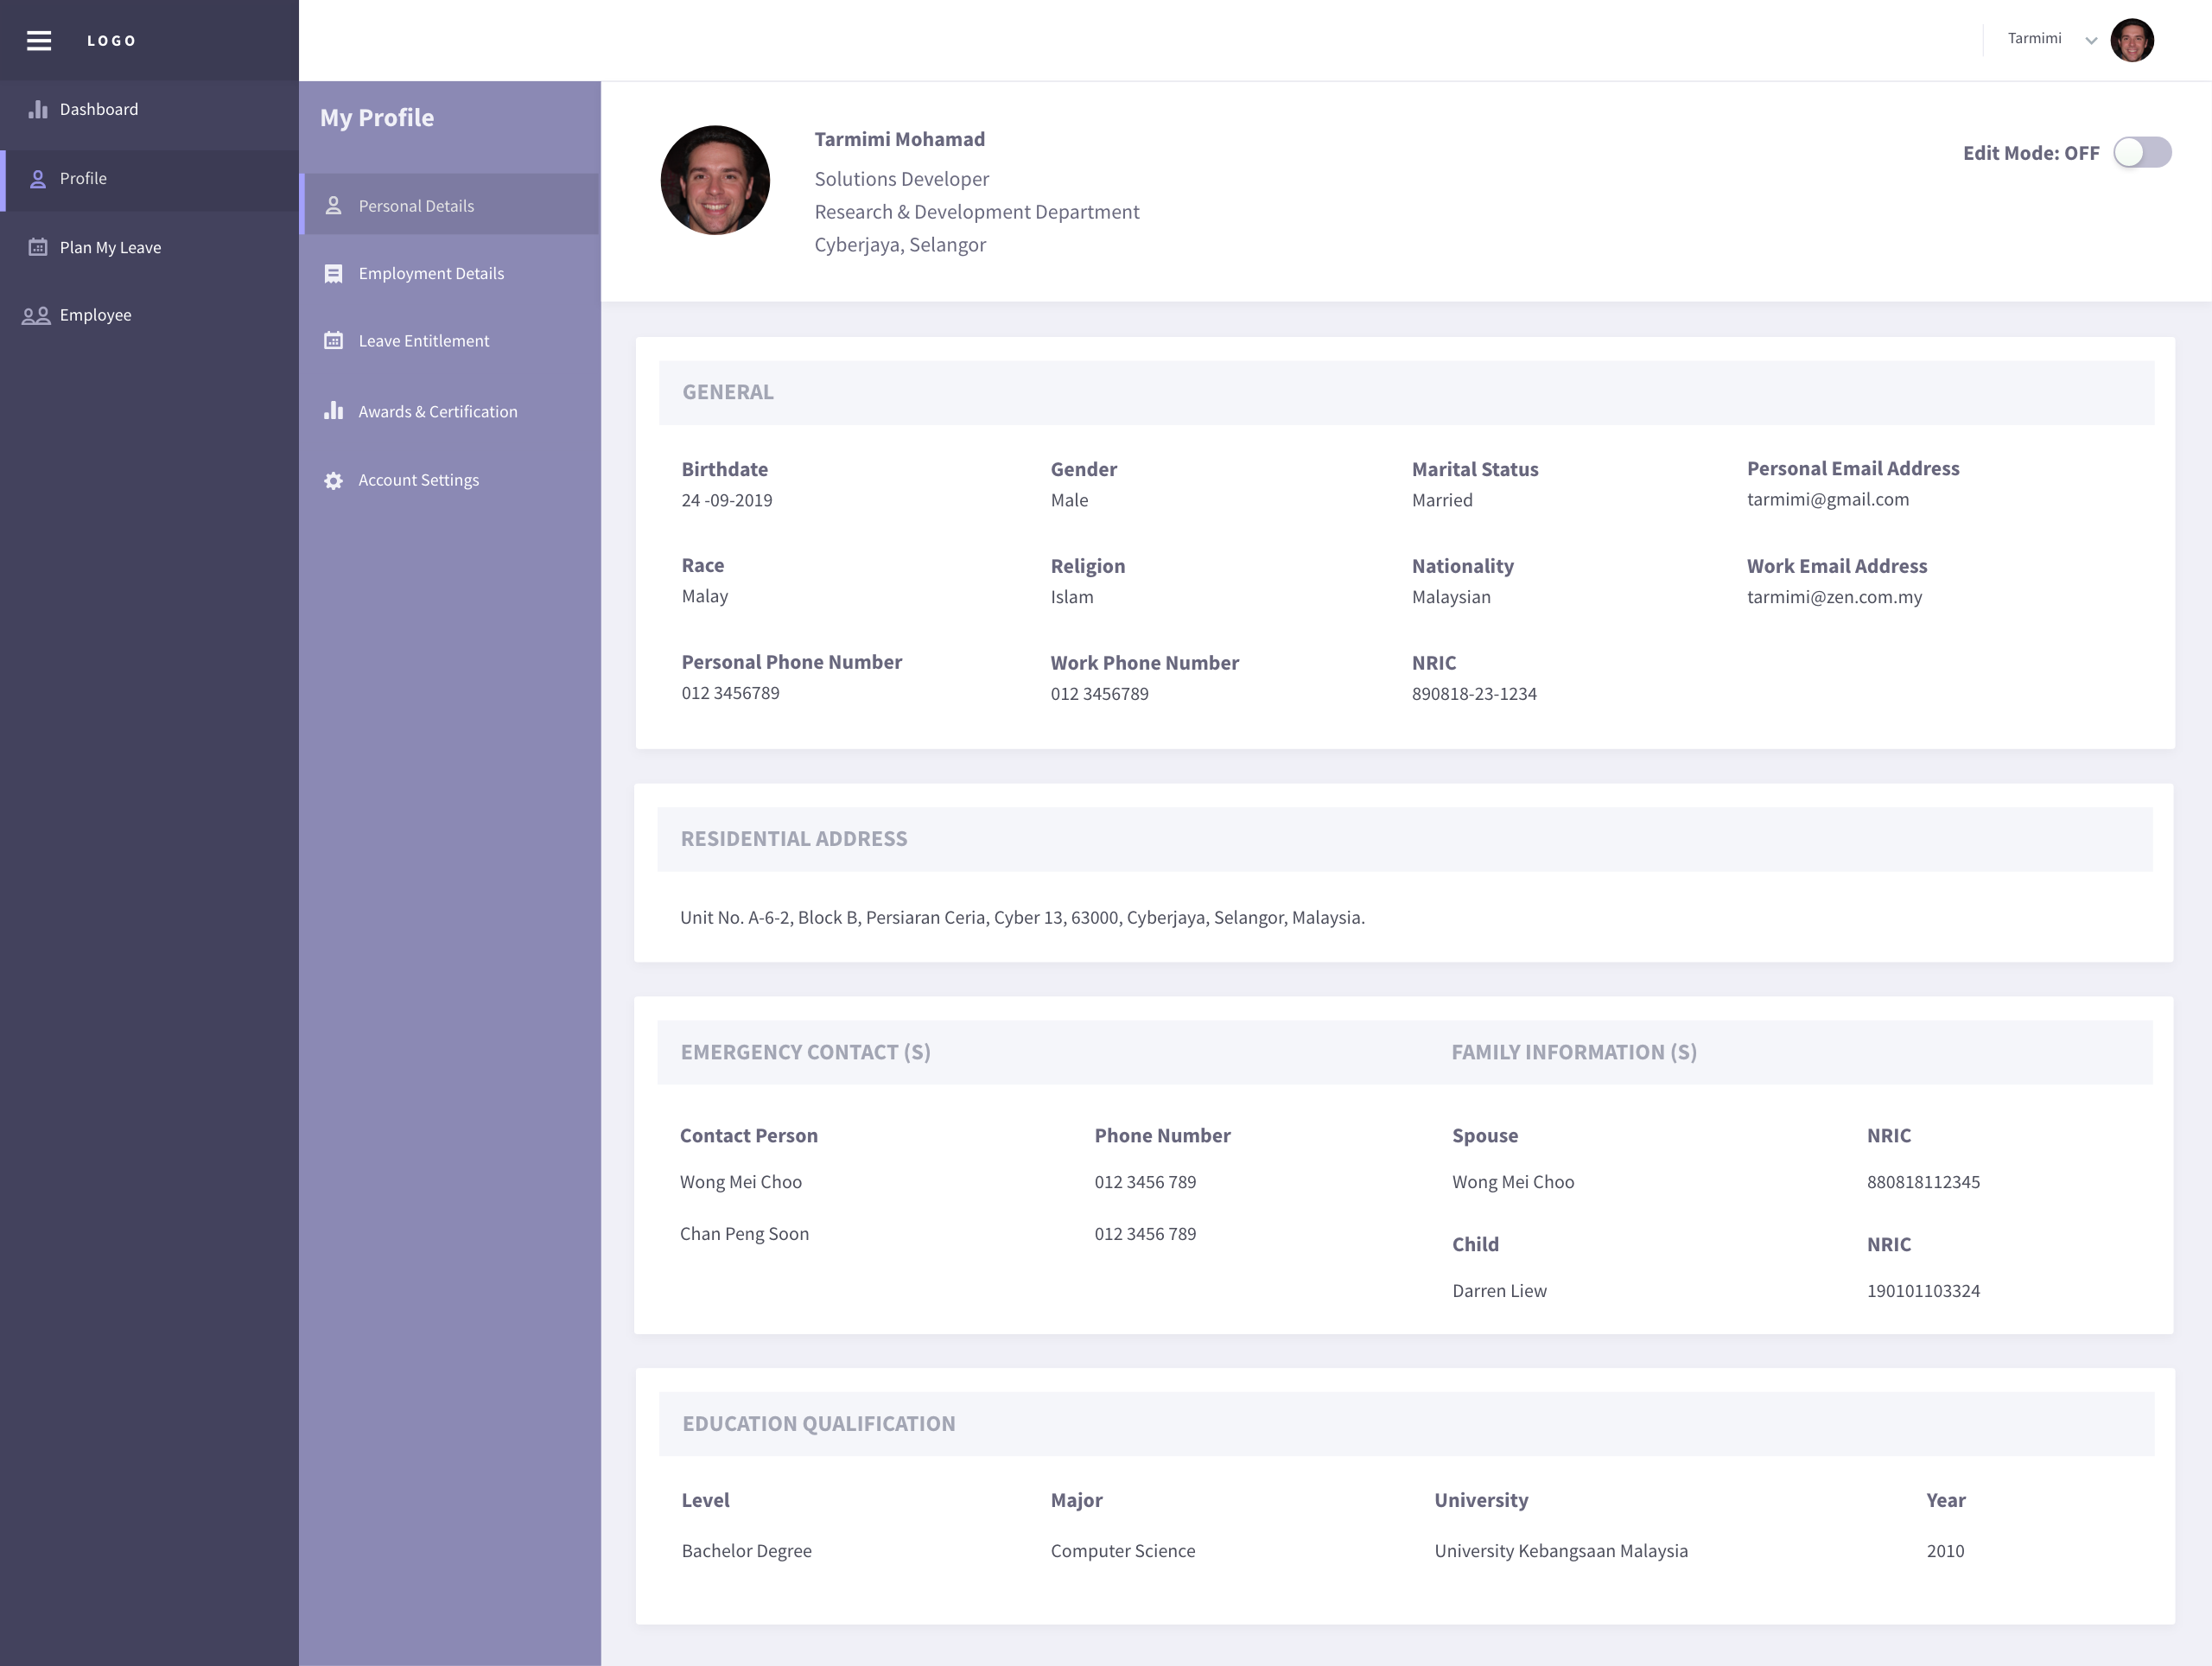 LOGO
Tarmimi
Dashboard
Profile
Plan My Leave
Employee
My Profile
Personal Details
Employment Details
Leave Entitlement
Awards & Certification
Account Settings
Tarmimi Mohamad
Solutions Developer
Research & Development Department
Cyberjaya, Selangor
Edit Mode: OFF
GENERAL
Birthdate Gender Marital Status Personal Email Address
24 -09-2019 Male Married tarmimi@gmail.com
Race Religion Nationality Work Email Address
Malay Islam Malaysian tarmimi@zen.com.my
Personal Phone Number Work Phone Number NRIC
012 3456789 012 3456789 890818-23-1234
RESIDENTIAL ADDRESS
Unit No. A-6-2, Block B, Persiaran Ceria, Cyber 13, 63000, Cyberjaya, Selangor, Malaysia.
EMERGENCY CONTACT (S) FAMILY INFORMATION (S)
Contact Person Phone Number Spouse NRIC
Wong Mei Choo 012 3456 789 Wong Mei Choo 880818112345
Chan Peng Soon 012 3456 789
Child NRIC
Darren Liew 190101103324
EDUCATION QUALIFICATION
Level Major University Year
Bachelor Degree Computer Science University Kebangsaan Malaysia 2010